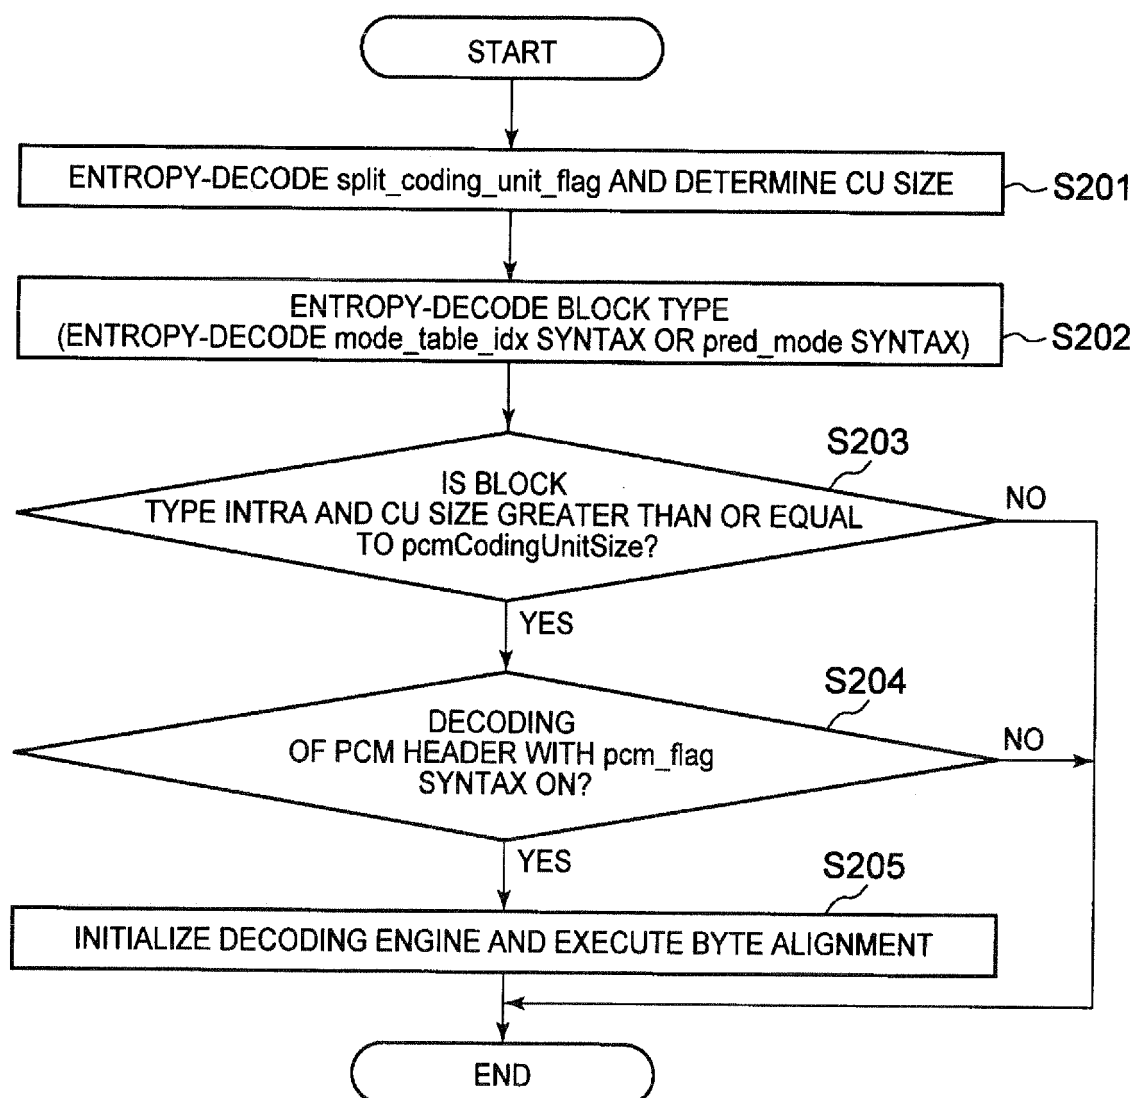 START
ENTROPY-DECODE split_coding_unit_flag AND DETERMINE CU SIZE
S201
ENTROPY-DECODE BLOCK TYPE
(ENTROPY-DECODE mode_table_idx SYNTAX OR pred_mode SYNTAX)
S202
S203
IS BLOCK
TYPE INTRA AND CU SIZE GREATER THAN OR EQUAL
TO pcmCodingUnitSize?
NO
YES
S204
DECODING
OF PCM HEADER WITH pcm_flag
SYNTAX ON?
NO
YES
S205
INITIALIZE DECODING ENGINE AND EXECUTE BYTE ALIGNMENT
END